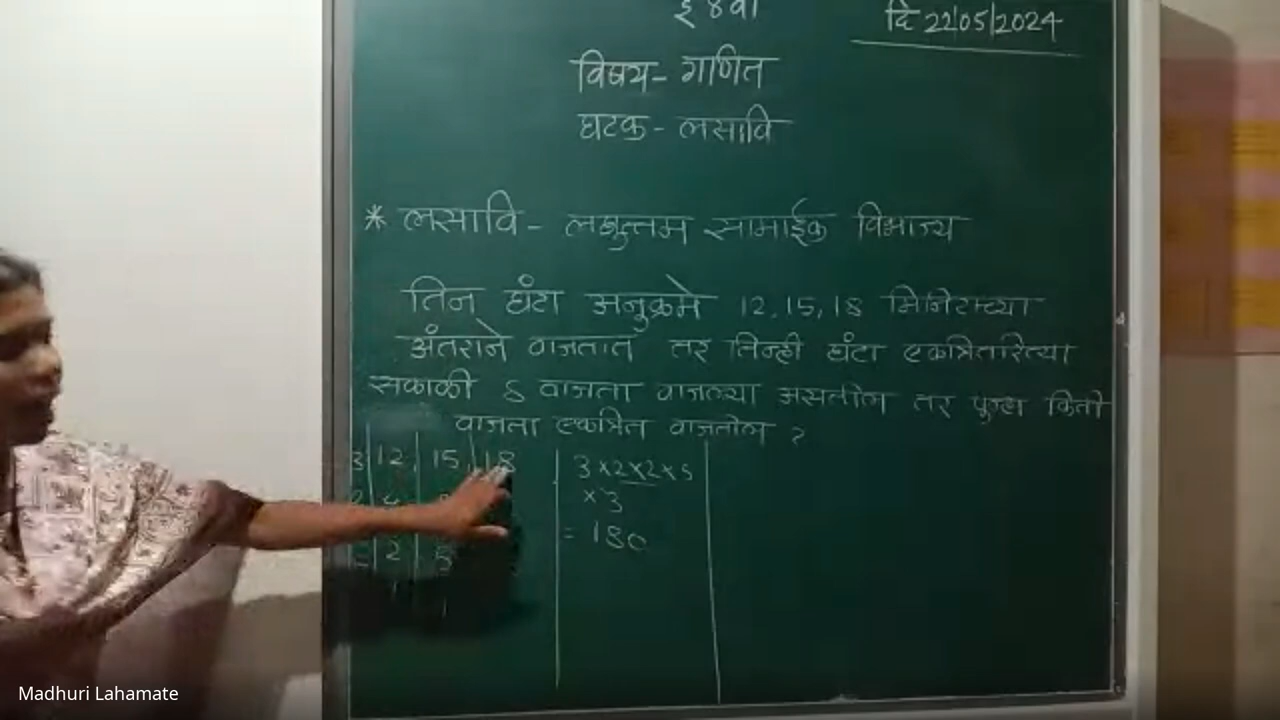 इ ४वी
दि 22/05/2024
विषय - गणित
घटक - लसावि
* लसावि - लघुत्तम सामाईक विभाज्य
तिन घंटा अनुक्रमे 12, 15, 18 मिनिटाच्या
अंतराने वाजतात तर तिन्ही घंटा एकत्रितरित्या
सकाळी 8 वाजता वाजल्या असतील तर पुन्हा किती
वाजता एकत्रित वाजतील ?
3 12 15 18
2 5
3×2×2×5
×3
= 180
Madhuri Lahamate